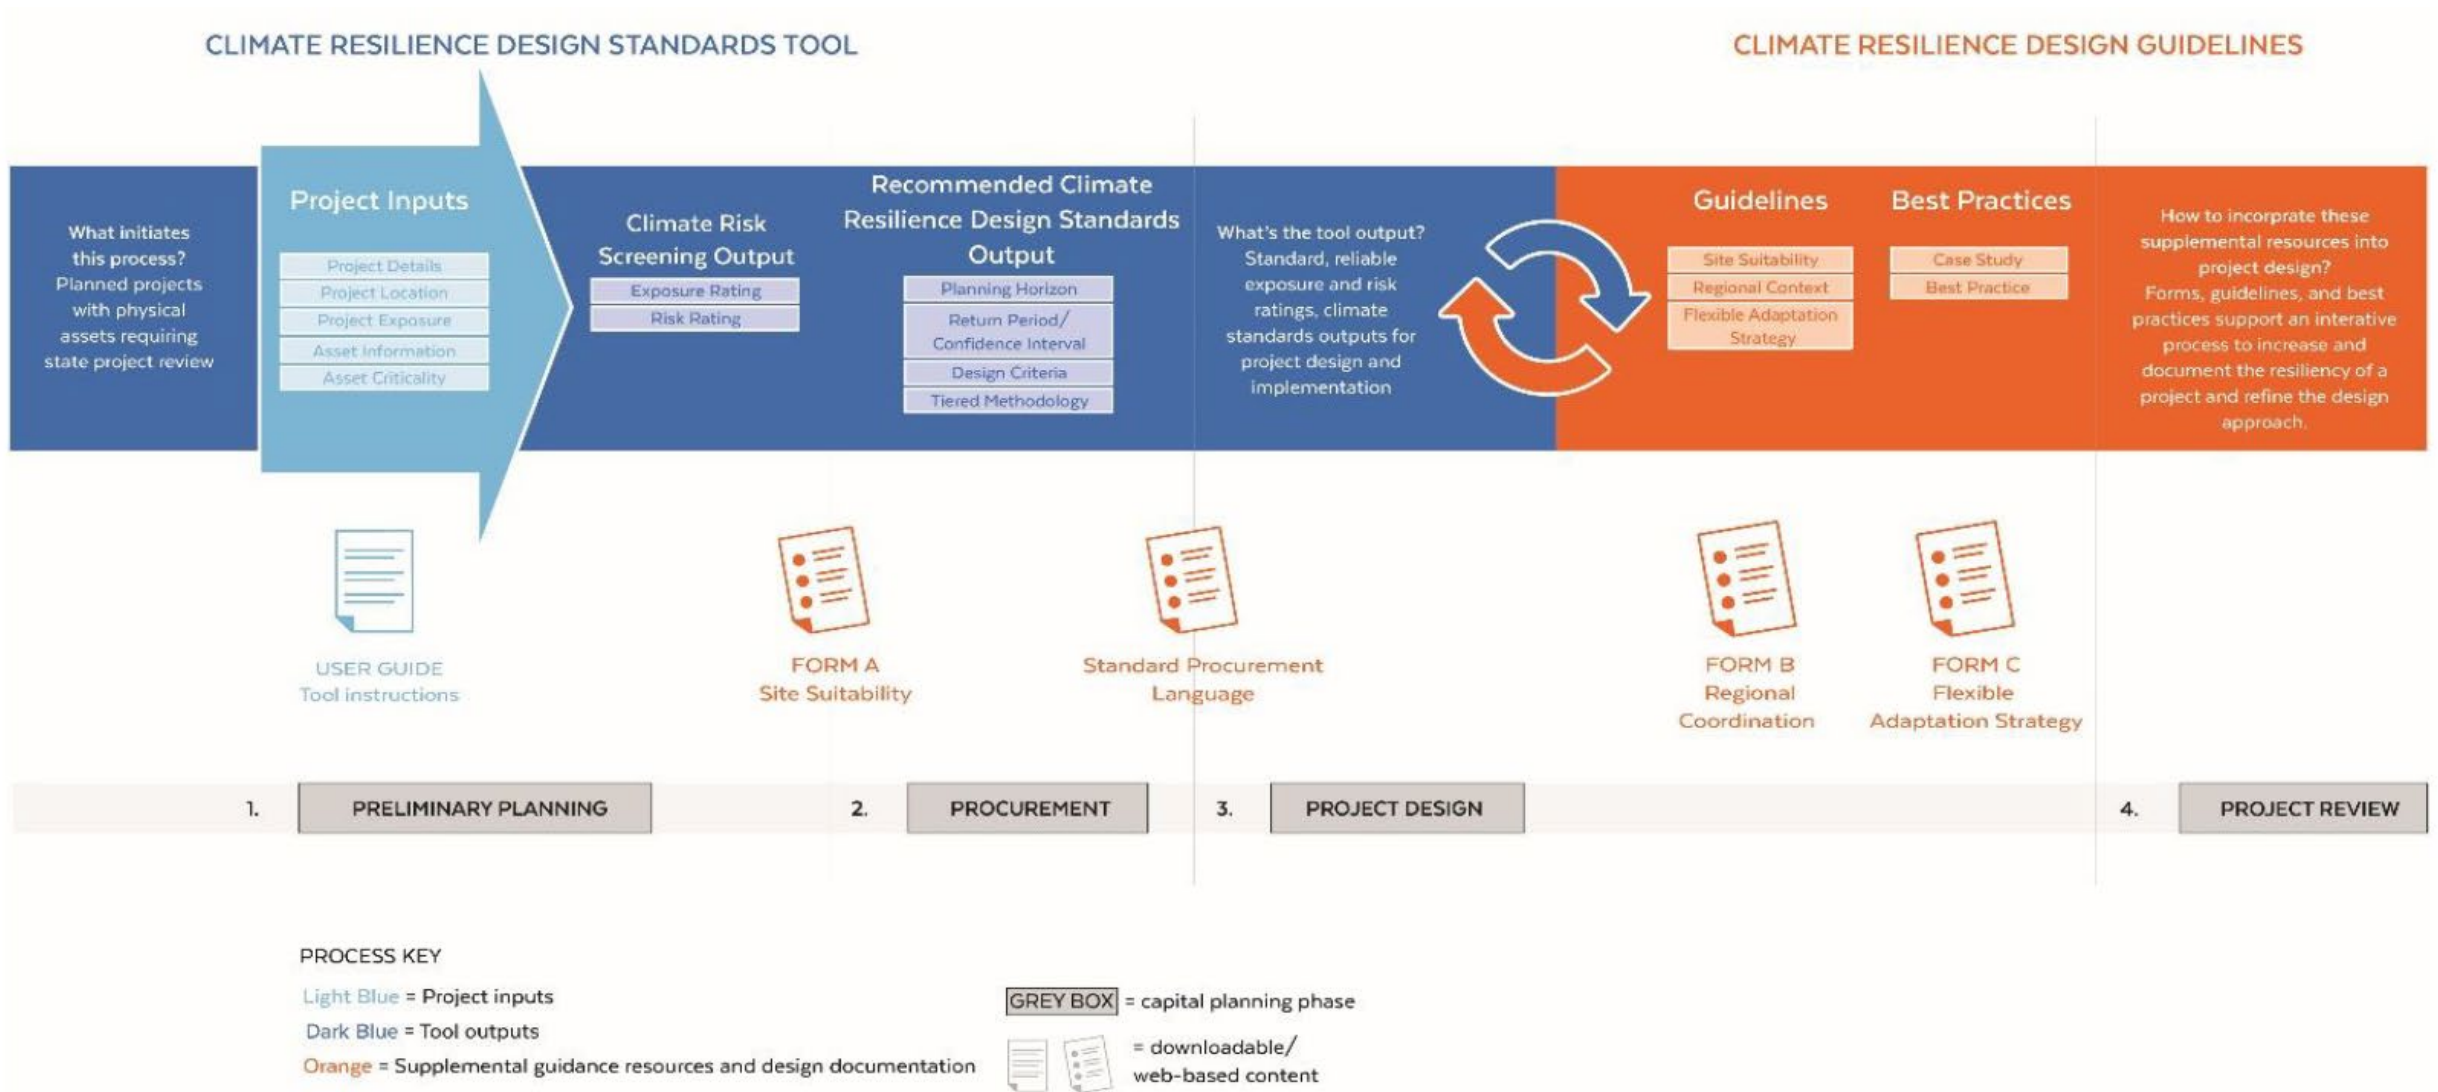 CLIMATE RESILIENCE DESIGN STANDARDS TOOL
CLIMATE RESILIENCE DESIGN GUIDELINES
What initiates
this process?
Planned projects
with physical
assets requiring
state project review
Project Inputs
Project Details
Project Location
Project Exposure
Asset Information
Asset Criticality
Climate Risk
Screening Output
Exposure Rating
Risk Rating
Recommended Climate
Resilience Design Standards
Output
Planning Horizon
Return Period/
Confidence Interval
Design Criteria
Tiered Methodology
What's the tool output?
Standard, reliable
exposure and risk
ratings, climate
standards outputs for
project design and
implementation
Guidelines
Site Suitability
Regional Context
Flexible Adaptation
Strategy
Best Practices
Case Study
Best Practice
How to incorprate these
supplemental resources into
project design?
Forms, guidelines, and best
practices support an interative
process to increase and
document the resiliency of a
project and refine the design
approach.
USER GUIDE
Tool instructions
FORM A
Site Suitability
Standard Procurement
Language
FORM B
Regional
Coordination
FORM C
Flexible
Adaptation Strategy
1. PRELIMINARY PLANNING
2. PROCUREMENT
3. PROJECT DESIGN
4. PROJECT REVIEW
PROCESS KEY
Light Blue = Project inputs
Dark Blue = Tool outputs
Orange = Supplemental guidance resources and design documentation
GREY BOX = capital planning phase
= downloadable/
web-based content